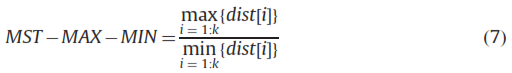 MST − MAX − MIN = max{dist[i]} (7)
i = 1:k
min{dist[i]}
i = 1:k